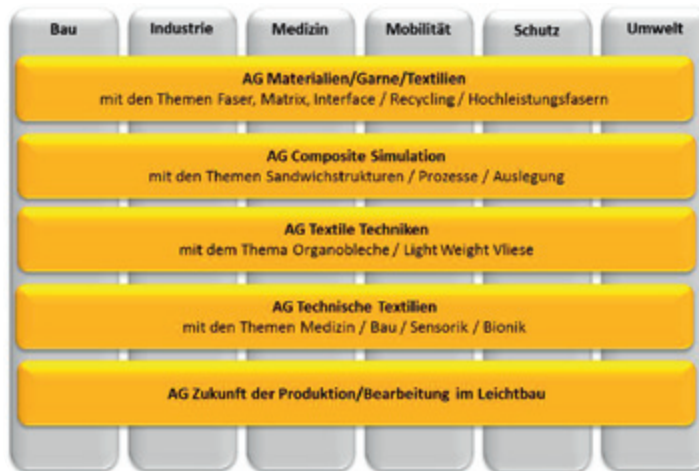 Bau Industrie Medizin Mobilität Schutz Umwelt
AG Materialien/Garne/Textilien
mit den Themen Faser, Matrix, Interface / Recycling / Hochleistungsfasern
AG Composite Simulation
mit den Themen Sandwichstrukturen / Prozesse / Auslegung
AG Textile Techniken
mit dem Thema Organobleche / Light Weight Vliese
AG Technische Textilien
mit den Themen Medizin / Bau / Sensorik / Bionik
AG Zukunft der Produktion/Bearbeitung im Leichtbau